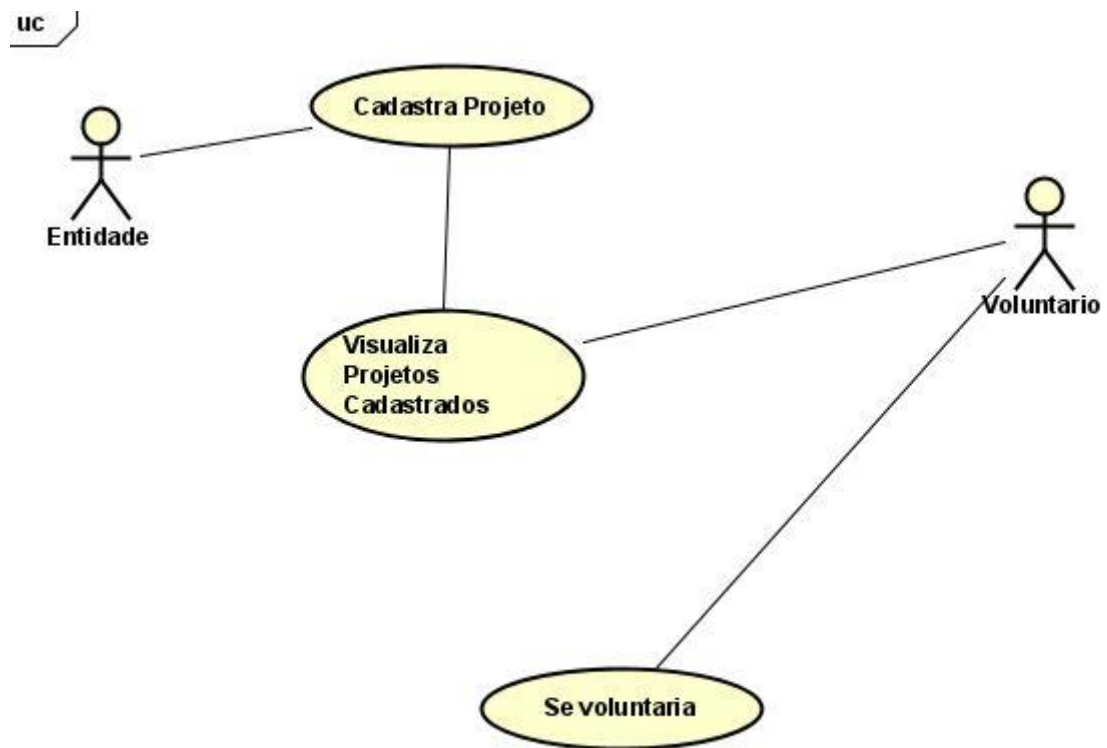 uc
Cadastra Projeto
Entidade
Voluntario
Visualiza
Projetos
Cadastrados
Se voluntaria